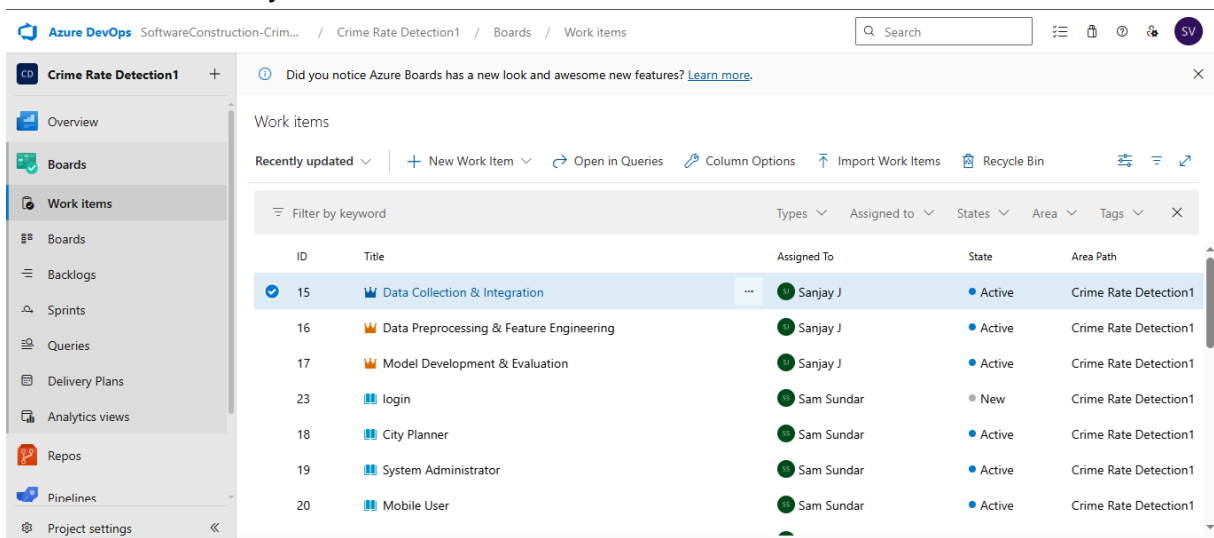 Azure DevOps SoftwareConstruction-Crim... / Crime Rate Detection1 / Boards / Work items Search SV
CD Crime Rate Detection1 +
Did you notice Azure Boards has a new look and awesome new features? Learn more.
Overview
Boards
Work items
Boards
Backlogs
Sprints
Queries
Delivery Plans
Analytics views
Repos
Pipelines
Project settings
Work items
Recently updated New Work Item Open in Queries Column Options Import Work Items Recycle Bin
Filter by keyword Types Assigned to States Area Tags
ID Title Assigned To State Area Path
15 Data Collection & Integration SJ Sanjay J Active Crime Rate Detection1
16 Data Preprocessing & Feature Engineering SJ Sanjay J Active Crime Rate Detection1
17 Model Development & Evaluation SJ Sanjay J Active Crime Rate Detection1
23 login SS Sam Sundar New Crime Rate Detection1
18 City Planner SS Sam Sundar Active Crime Rate Detection1
19 System Administrator SS Sam Sundar Active Crime Rate Detection1
20 Mobile User SS Sam Sundar Active Crime Rate Detection1